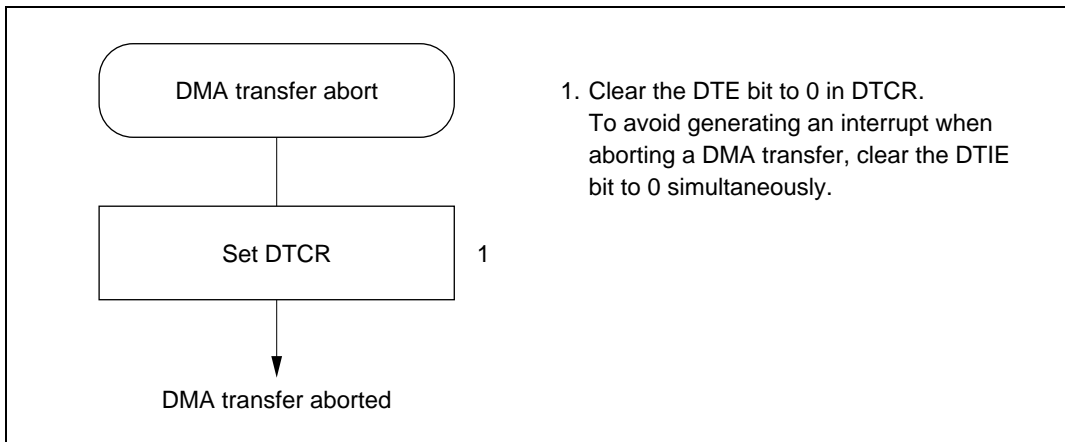 DMA transfer abort
1. Clear the DTE bit to 0 in DTCR.
To avoid generating an interrupt when
aborting a DMA transfer, clear the DTIE
bit to 0 simultaneously.
Set DTCR
1
DMA transfer aborted